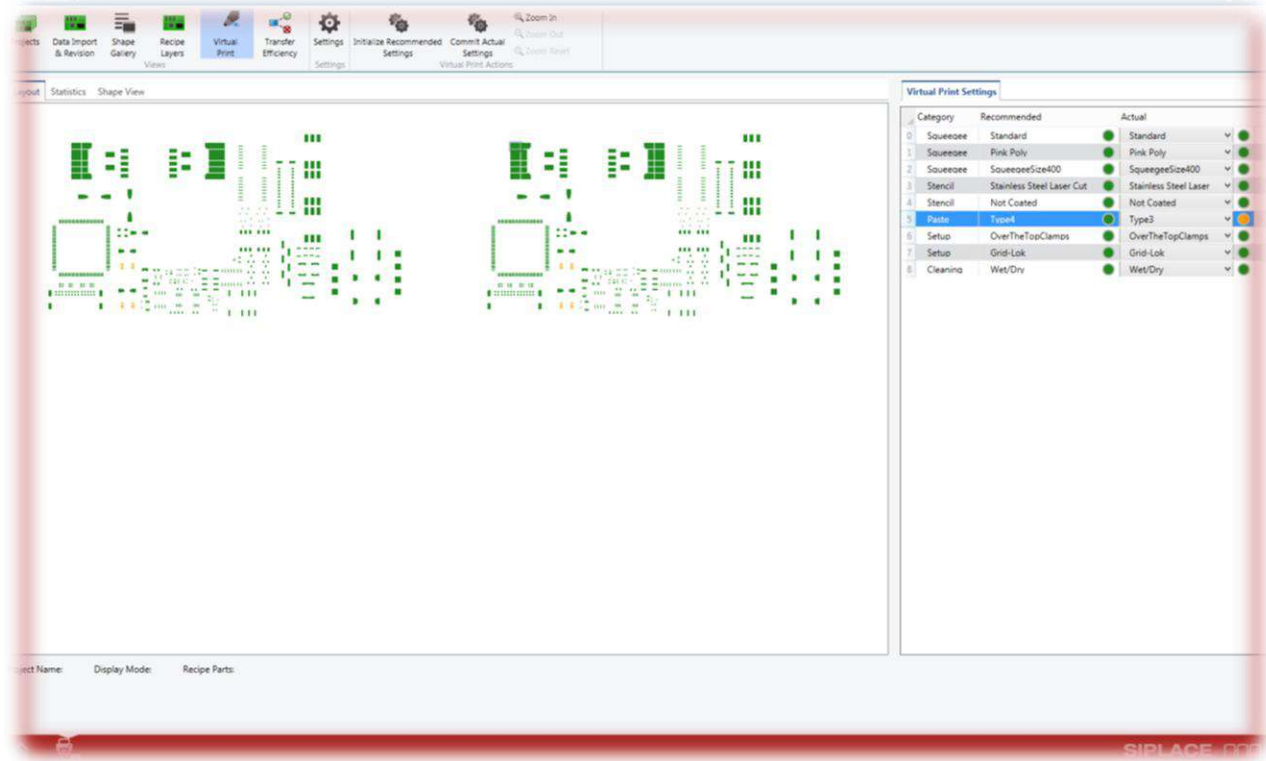 Data Import & Revision
Shape Gallery
Recipe Layers
Virtual Print
Transfer Efficiency
Settings
Initialize Recommended Settings
Commit Actual Settings
Zoom In
Zoom Out
Zoom Reset
Views
Settings
Virtual Print Actions
Statistics
Shape View
Virtual Print Settings
Category Recommended Actual
0 Squeegee Standard Standard
1 Squeegee Pink Poly Pink Poly
2 Squeegee SqueegeeSize400 SqueegeeSize400
3 Stencil Stainless Steel Laser Cut Stainless Steel Laser
4 Stencil Not Coated Not Coated
5 Paste Type4 Type3
6 Setup OverTheTopClamps OverTheTopClamps
7 Setup Grid-Lok Grid-Lok
8 Cleaning Wet/Dry Wet/Dry
Name: Display Mode: Recipe Parts:
SIPLACE